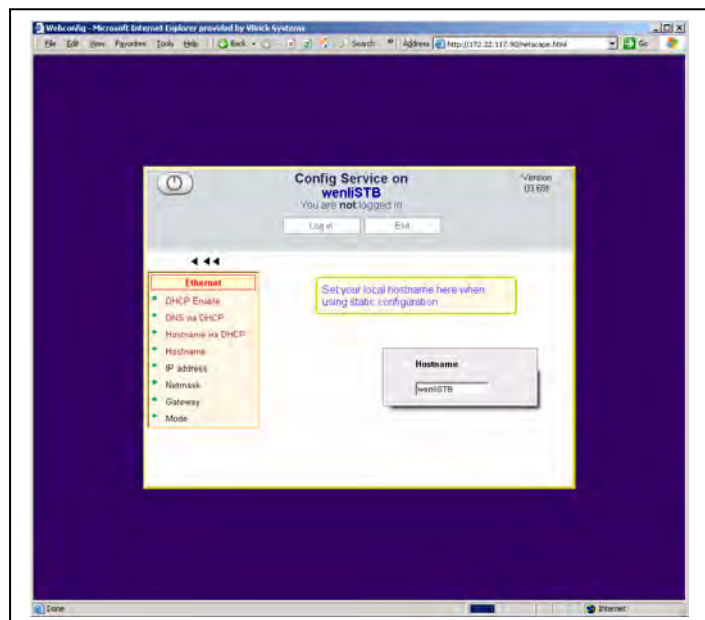 Webconfig - Microsoft Internet Explorer provided by VBrick Systems
File Edit View Favorites Tools Help Back Search Address http://172.22.117.90/netscape.html Go
Config Service on
wenliSTB
You are not logged in
Version
Log in Exit
Ethernet
DHCP Enable
DNS via DHCP
Hostname via DHCP
Hostname
IP address
Netmask
Gateway
Mode
Set your local hostname here when
using static configuration
Hostname
wenliSTB
Done Internet